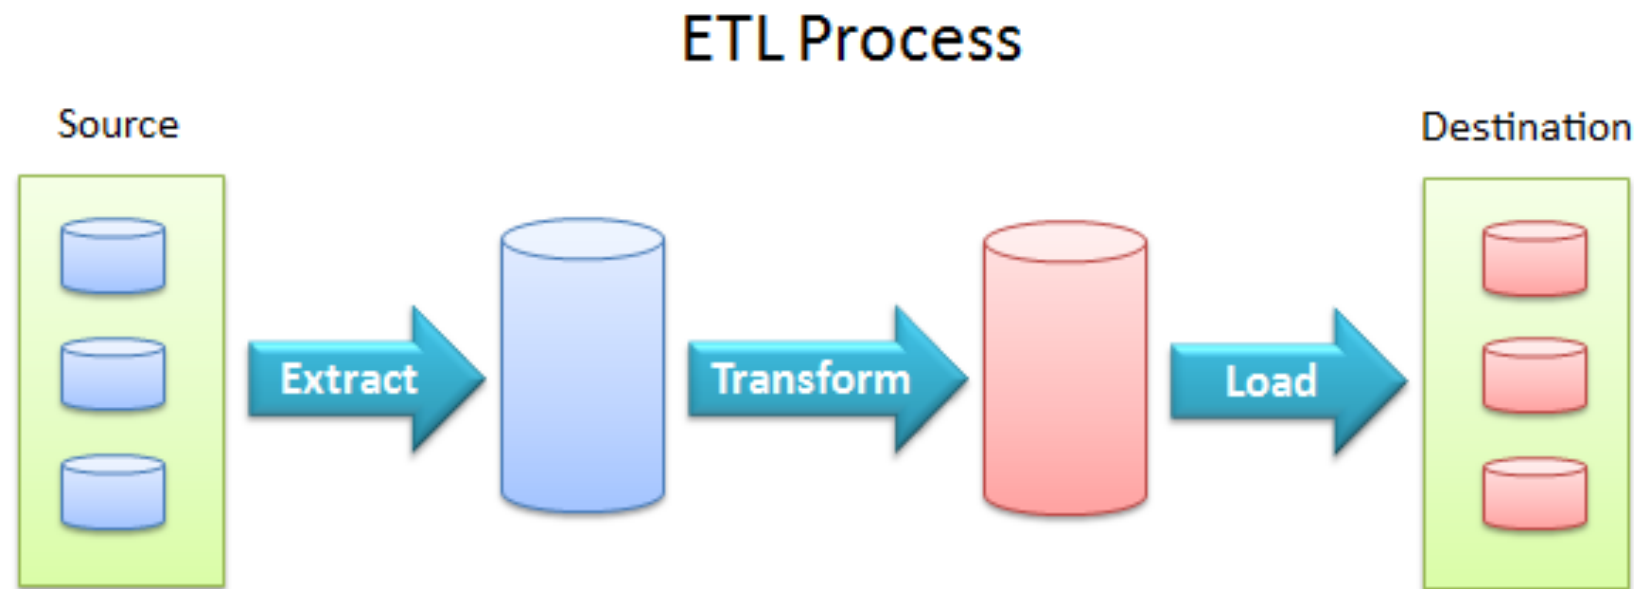 ETL Process
Source
Destination
Extract
Transform
Load